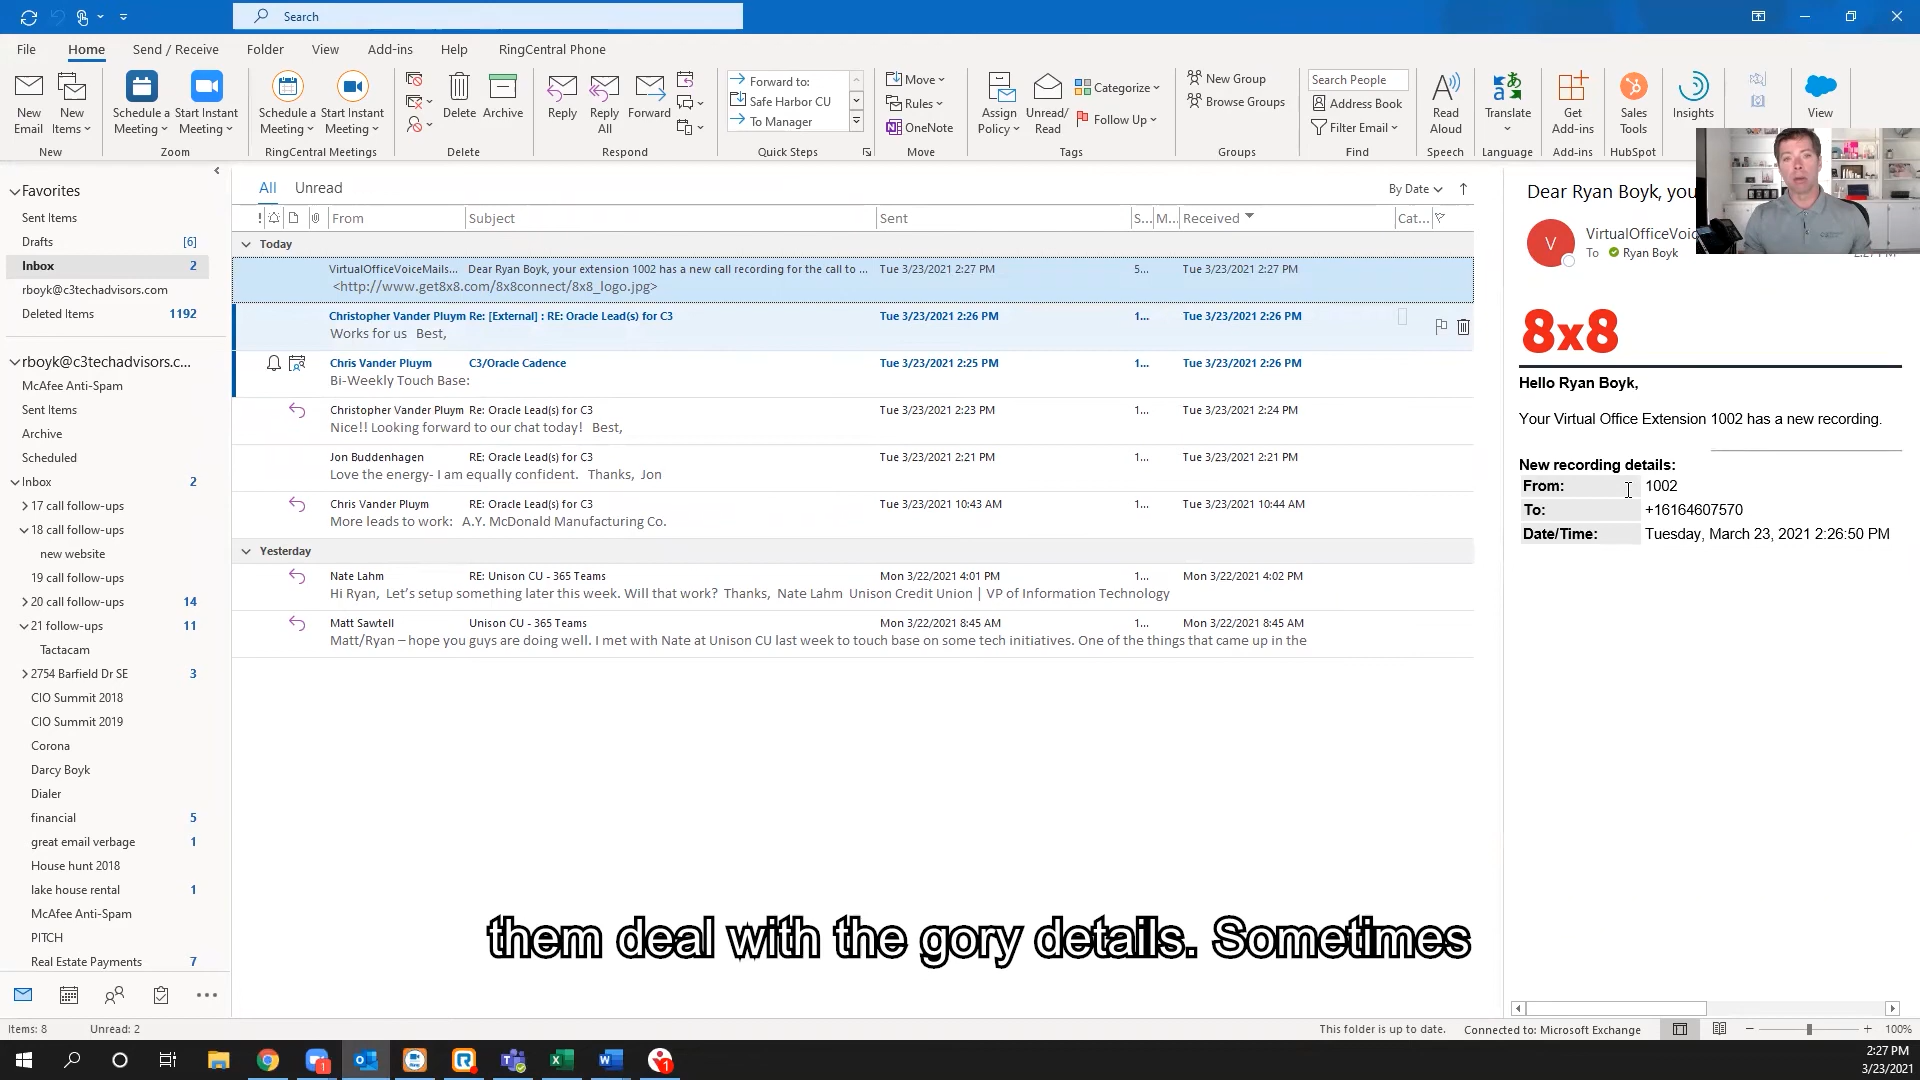 Search
File Home Send / Receive Folder View Add-ins Help RingCentral Phone
New Email
New Items
New
Schedule a Meeting
Start Instant Meeting
Zoom
Schedule a Meeting
Start Instant Meeting
RingCentral Meetings
Delete
Archive
Delete
Reply
Reply All
Forward
Respond
Forward to:
Safe Harbor CU
To Manager
Quick Steps
Move
Rules
OneNote
Move
Assign Policy
Unread/ Read
Categorize
Follow Up
Tags
New Group
Browse Groups
Groups
Search People
Address Book
Filter Email
Find
Read Aloud
Speech
Translate
Language
Get Add-ins
Add-ins
Sales Tools
HubSpot
Insights
View
Favorites
Sent Items
Drafts [6]
Inbox 2
rboyk@c3techadvisors.com
Deleted Items 1192
rboyk@c3techadvisors.c...
McAfee Anti-Spam
Sent Items
Archive
Scheduled
Inbox 2
17 call follow-ups
18 call follow-ups
new website
19 call follow-ups
20 call follow-ups 14
21 follow-ups 11
Tactacam
2754 Barfield Dr SE 3
CIO Summit 2018
CIO Summit 2019
Corona
Darcy Boyk
Dialer
financial 5
great email verbage 1
House hunt 2018
lake house rental 1
McAfee Anti-Spam
PITCH
Real Estate Payments 7
All Unread By Date
! From Subject Sent S... M... Received Cat...
Today
VirtualOfficeVoiceMails... Dear Ryan Boyk, your extension 1002 has a new call recording for the call to ... Tue 3/23/2021 2:27 PM 5... Tue 3/23/2021 2:27 PM
<http://www.get8x8.com/8x8connect/8x8_logo.jpg>
Christopher Vander Pluym Re: [External] : RE: Oracle Lead(s) for C3 Tue 3/23/2021 2:26 PM 1... Tue 3/23/2021 2:26 PM
Works for us Best,
Chris Vander Pluym C3/Oracle Cadence Tue 3/23/2021 2:25 PM 1... Tue 3/23/2021 2:26 PM
Bi-Weekly Touch Base:
Christopher Vander Pluym Re: Oracle Lead(s) for C3 Tue 3/23/2021 2:23 PM 1... Tue 3/23/2021 2:24 PM
Nice!! Looking forward to our chat today! Best,
Jon Buddenhagen RE: Oracle Lead(s) for C3 Tue 3/23/2021 2:21 PM 1... Tue 3/23/2021 2:21 PM
Love the energy- I am equally confident. Thanks, Jon
Chris Vander Pluym RE: Oracle Lead(s) for C3 Tue 3/23/2021 10:43 AM 1... Tue 3/23/2021 10:44 AM
More leads to work: A.Y. McDonald Manufacturing Co.
Yesterday
Nate Lahm RE: Unison CU - 365 Teams Mon 3/22/2021 4:01 PM 1... Mon 3/22/2021 4:02 PM
Hi Ryan, Let's setup something later this week. Will that work? Thanks, Nate Lahm Unison Credit Union | VP of Information Technology
Matt Sawtell Unison CU - 365 Teams Mon 3/22/2021 8:45 AM 1... Mon 3/22/2021 8:45 AM
Matt/Ryan – hope you guys are doing well. I met with Nate at Unison CU last week to touch base on some tech initiatives. One of the things that came up in the
Dear Ryan Boyk, you
V
VirtualOfficeVoic
To Ryan Boyk
2:27 PM
8x8
Hello Ryan Boyk,
Your Virtual Office Extension 1002 has a new recording.
New recording details:
From: 1002
To: +16164607570
Date/Time: Tuesday, March 23, 2021 2:26:50 PM
them deal with the gory details. Sometimes
Items: 8 Unread: 2 This folder is up to date. Connected to: Microsoft Exchange 100%
2:27 PM
3/23/2021